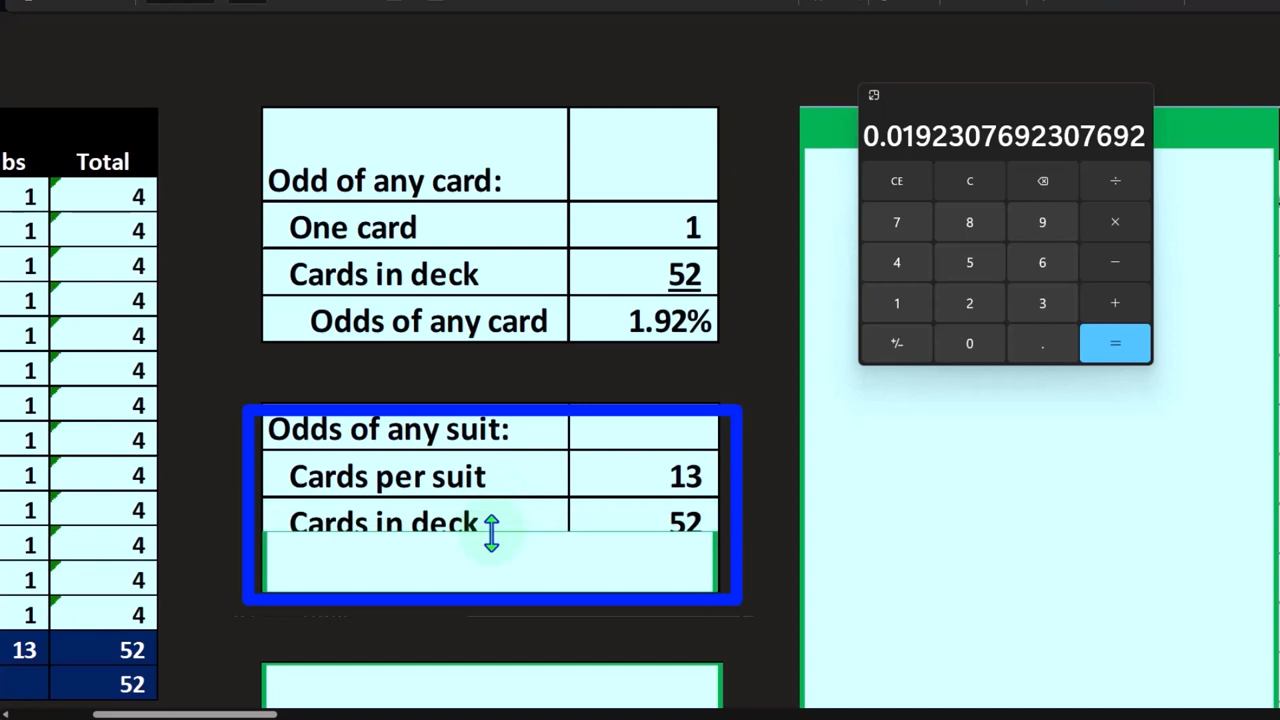 bs Total
1 4
1 4
1 4
1 4
1 4
1 4
1 4
1 4
1 4
1 4
1 4
1 4
1 4
13 52
52
Odd of any card:
One card 1
Cards in deck 52
Odds of any card 1.92%
Odds of any suit:
Cards per suit 13
Cards in deck 52
0.0192307692307692
CE C ÷
7 8 9 ×
4 5 6 −
1 2 3 +
+/− 0 . =